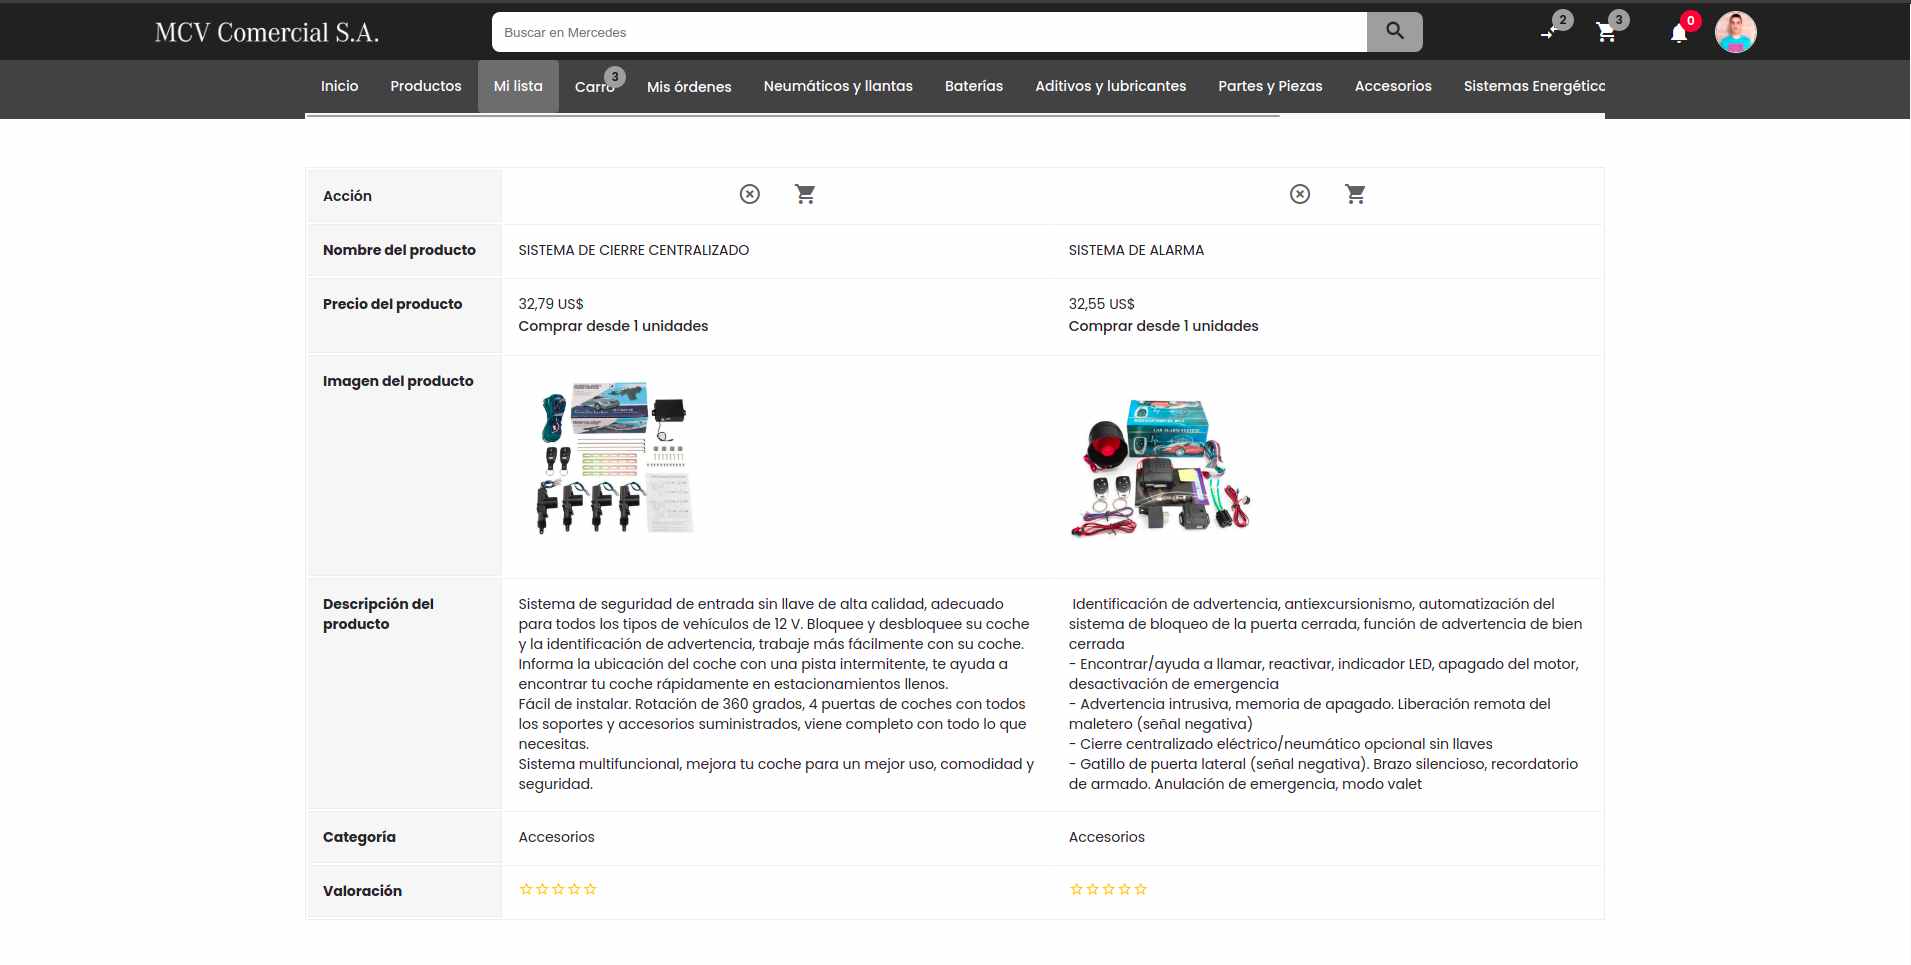 MCV Comercial S.A.
Buscar en Mercedes
2
3
0
Inicio
Productos
Mi lista
Carro
3
Mis órdenes
Neumáticos y llantas
Baterías
Aditivos y lubricantes
Partes y Piezas
Accesorios
Sistemas Energétic
Acción
Nombre del producto
SISTEMA DE CIERRE CENTRALIZADO
SISTEMA DE ALARMA
Precio del producto
32,79 US$
Comprar desde 1 unidades
32,55 US$
Comprar desde 1 unidades
Imagen del producto
CAR ALARM SYSTEM
Descripción del
producto
Sistema de seguridad de entrada sin llave de alta calidad, adecuado
para todos los tipos de vehículos de 12 V. Bloquee y desbloquee su coche
y la identificación de advertencia, trabaje más fácilmente con su coche.
Informa la ubicación del coche con una pista intermitente, te ayuda a
encontrar tu coche rápidamente en estacionamientos llenos.
Fácil de instalar. Rotación de 360 grados, 4 puertas de coches con todos
los soportes y accesorios suministrados, viene completo con todo lo que
necesitas.
Sistema multifuncional, mejora tu coche para un mejor uso, comodidad y
seguridad.
Identificación de advertencia, antiexcursionismo, automatización del
sistema de bloqueo de la puerta cerrada, función de advertencia de bien
cerrada
- Encontrar/ayuda a llamar, reactivar, indicador LED, apagado del motor,
desactivación de emergencia
- Advertencia intrusiva, memoria de apagado. Liberación remota del
maletero (señal negativa)
- Cierre centralizado eléctrico/neumático opcional sin llaves
- Gatillo de puerta lateral (señal negativa). Brazo silencioso, recordatorio
de armado. Anulación de emergencia, modo valet
Categoría
Accesorios
Accesorios
Valoración